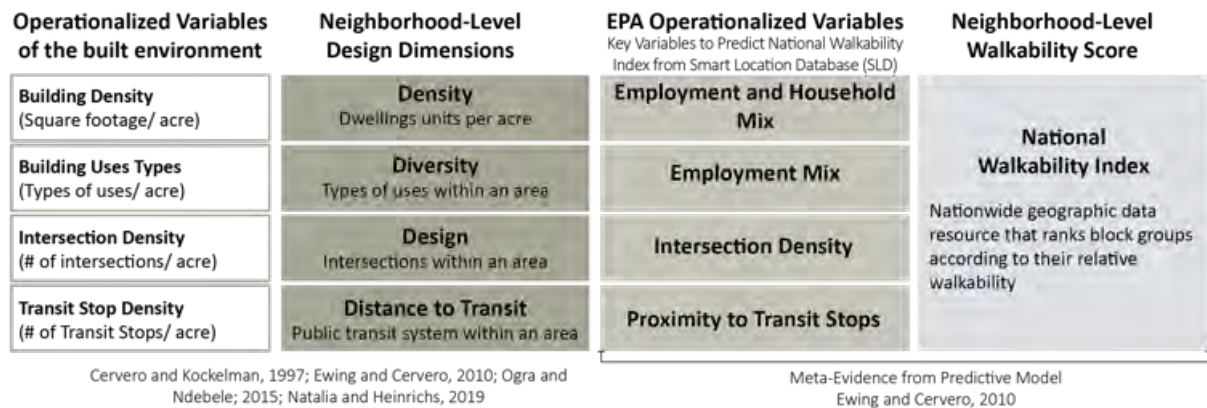 Operationalized Variables
of the built environment
Neighborhood-Level
Design Dimensions
EPA Operationalized Variables
Key Variables to Predict National Walkability
Index from Smart Location Database (SLD)
Neighborhood-Level
Walkability Score
Building Density
(Square footage/ acre)
Density
Dwellings units per acre
Employment and Household
Mix
Building Uses Types
(Types of uses/ acre)
Diversity
Types of uses within an area
Employment Mix
Intersection Density
(# of intersections/ acre)
Design
Intersections within an area
Intersection Density
Transit Stop Density
(# of Transit Stops/ acre)
Distance to Transit
Public transit system within an area
Proximity to Transit Stops
National
Walkability Index
Nationwide geographic data
resource that ranks block groups
according to their relative
walkability
Cervero and Kockelman, 1997; Ewing and Cervero, 2010; Ogra and
Ndebele; 2015; Natalia and Heinrichs, 2019
Meta-Evidence from Predictive Model
Ewing and Cervero, 2010